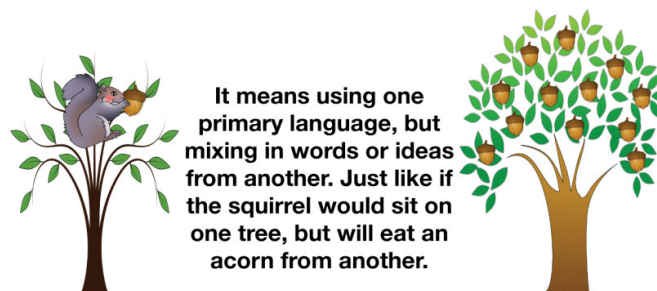 It means using one
primary language, but
mixing in words or ideas
from another. Just like if
the squirrel would sit on
one tree, but will eat an
acorn from another.